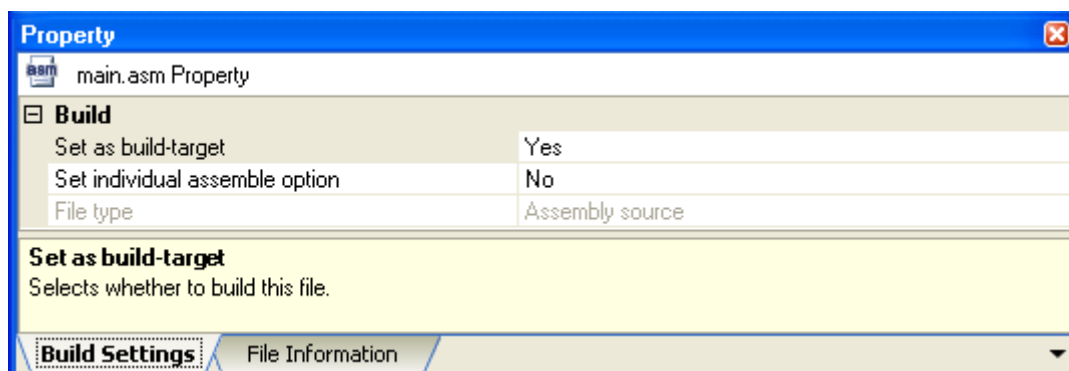 Property
asm main.asm Property
Build
Set as build-target Yes
Set individual assemble option No
File type Assembly source
Set as build-target
Selects whether to build this file.
Build Settings File Information